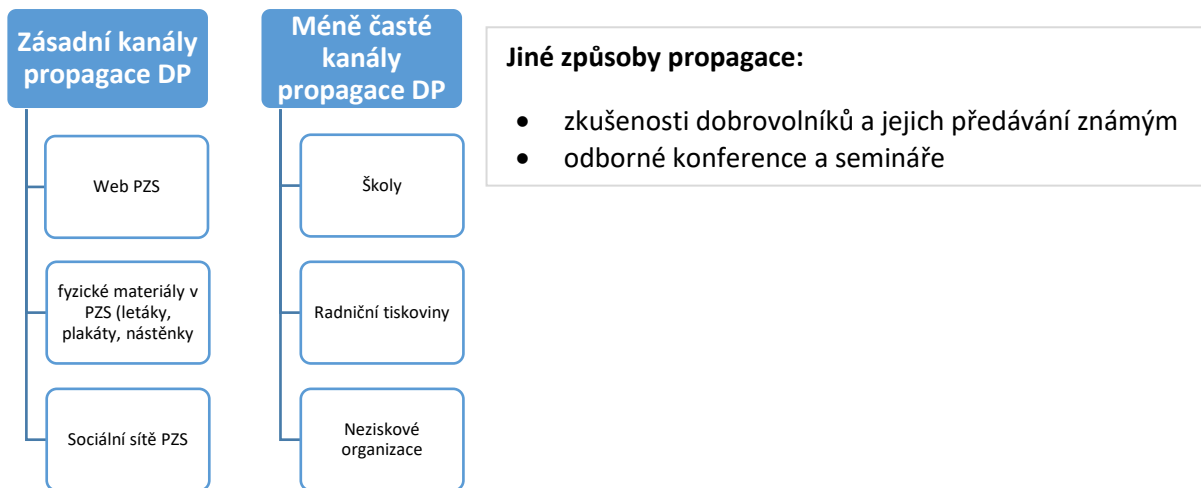 Zásadní kanály
propagace DP
Web PZS
fyzické materiály v
PZS (letáky,
plakáty, nástěnky
Sociální sítě PZS
Méně časté
kanály
propagace DP
Školy
Radniční tiskoviny
Neziskové
organizace
Jiné způsoby propagace:
• zkušenosti dobrovolníků a jejich předávání známým
• odborné konference a semináře